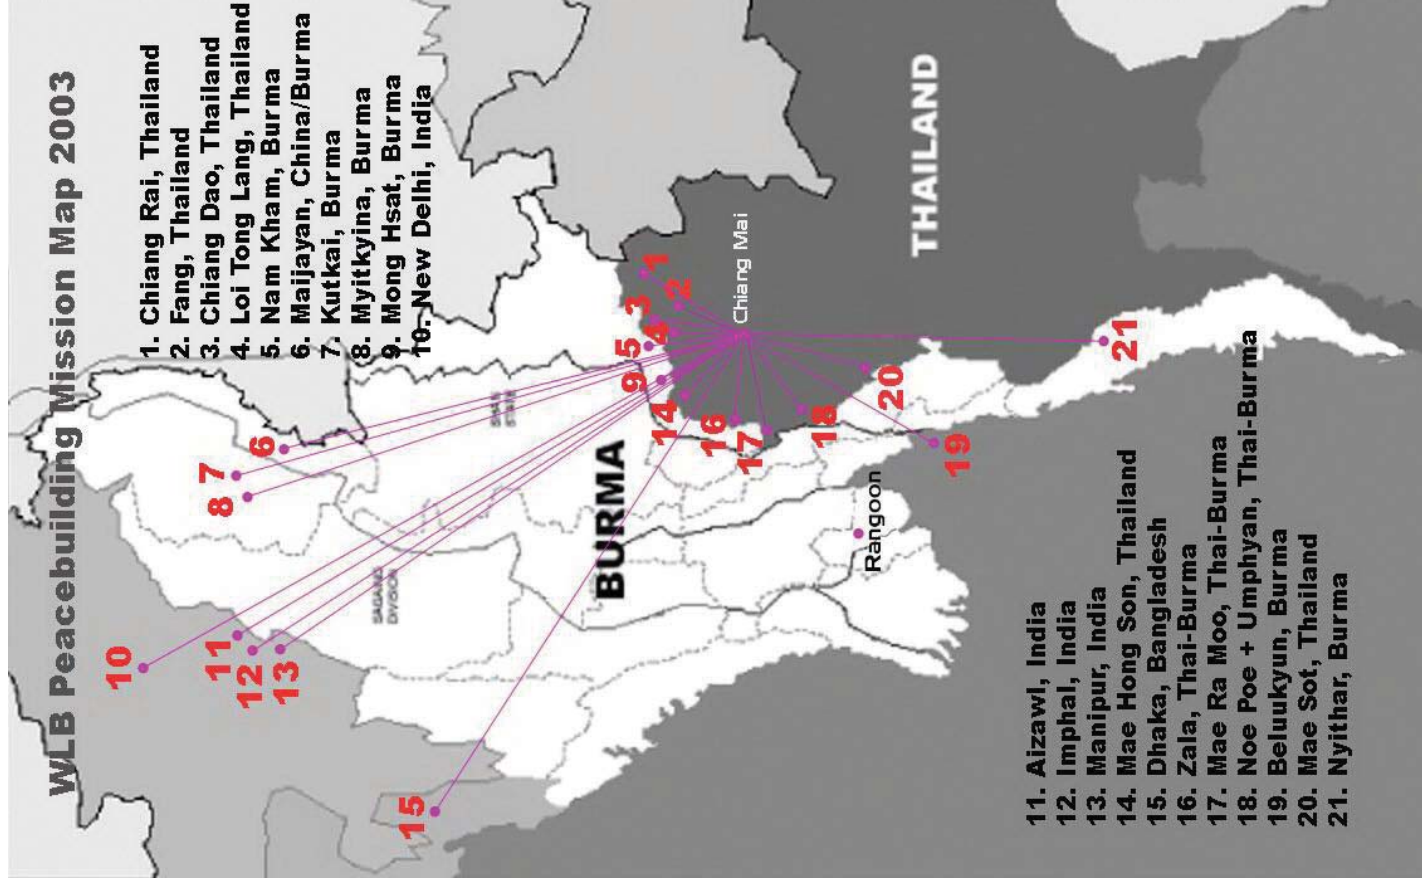 WLB Peacebuilding Mission Map 2003
1. Chiang Rai, Thailand
2. Fang, Thailand
3. Chiang Dao, Thailand
4. Loi Tong Lang, Thailand
5. Nam Kham, Burma
6. Maijayan, China/Burma
7. Kutkai, Burma
8. Myitkyina, Burma
9. Mong Hsat, Burma
10. New Delhi, India
10
11
12
13
15
8
7
6
SAGAING
DIVISION
SHAN
STATE
BURMA
5
3
4
1
2
9
14
16
17
18
20
19
21
Chiang Mai
THAILAND
Rangoon
11. Aizawl, India
12. Imphal, India
13. Manipur, India
14. Mae Hong Son, Thailand
15. Dhaka, Bangladesh
16. Zala, Thai-Burma
17. Mae Ra Moo, Thai-Burma
18. Noe Poe + Umphyan, Thai-Burma
19. Beluukyun, Burma
20. Mae Sot, Thailand
21. Nyithar, Burma